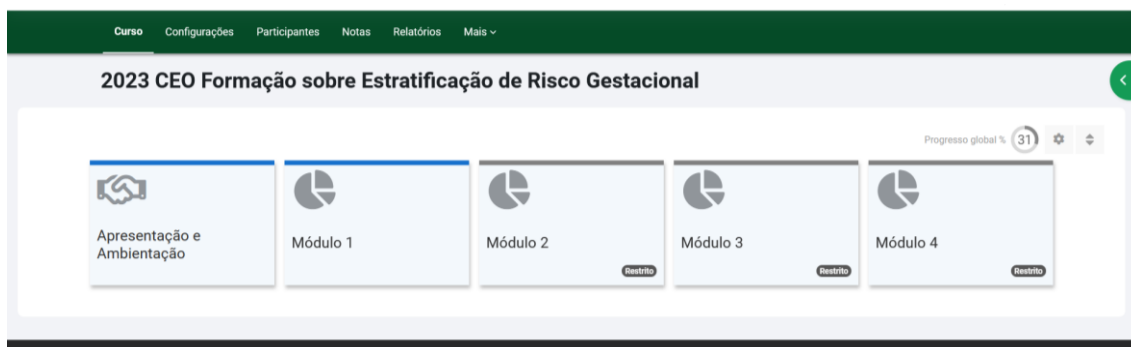 Curso Configurações Participantes Notas Relatórios Mais
2023 CEO Formação sobre Estratificação de Risco Gestacional
Progresso global % 31
Apresentação e
Ambientação
Módulo 1
Módulo 2
Restrito
Módulo 3
Restrito
Módulo 4
Restrito